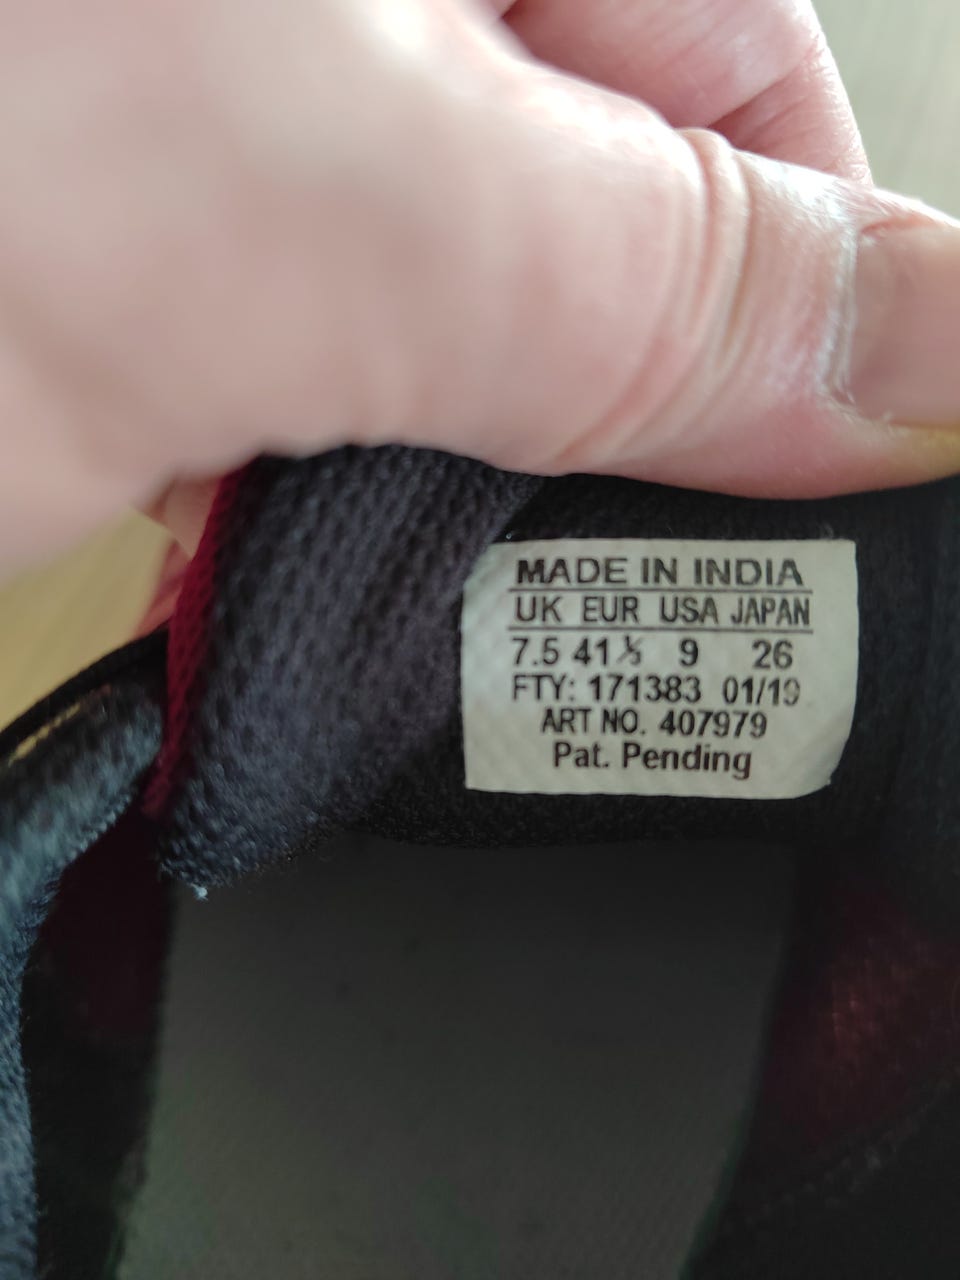 MADE IN INDIA
UK EUR USA JAPAN
7.5 41⅓ 9 26
FTY: 171383 01/19
ART NO. 407979
Pat. Pending